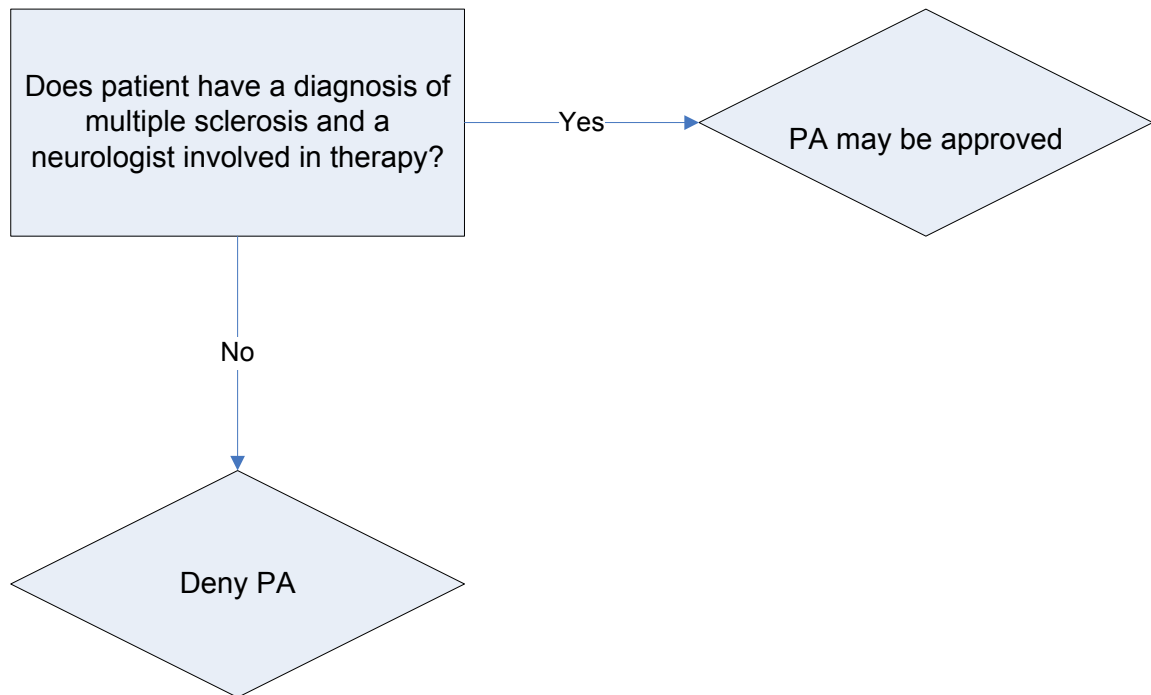 Does patient have a diagnosis of
multiple sclerosis and a
neurologist involved in therapy?
Yes
PA may be approved
No
Deny PA